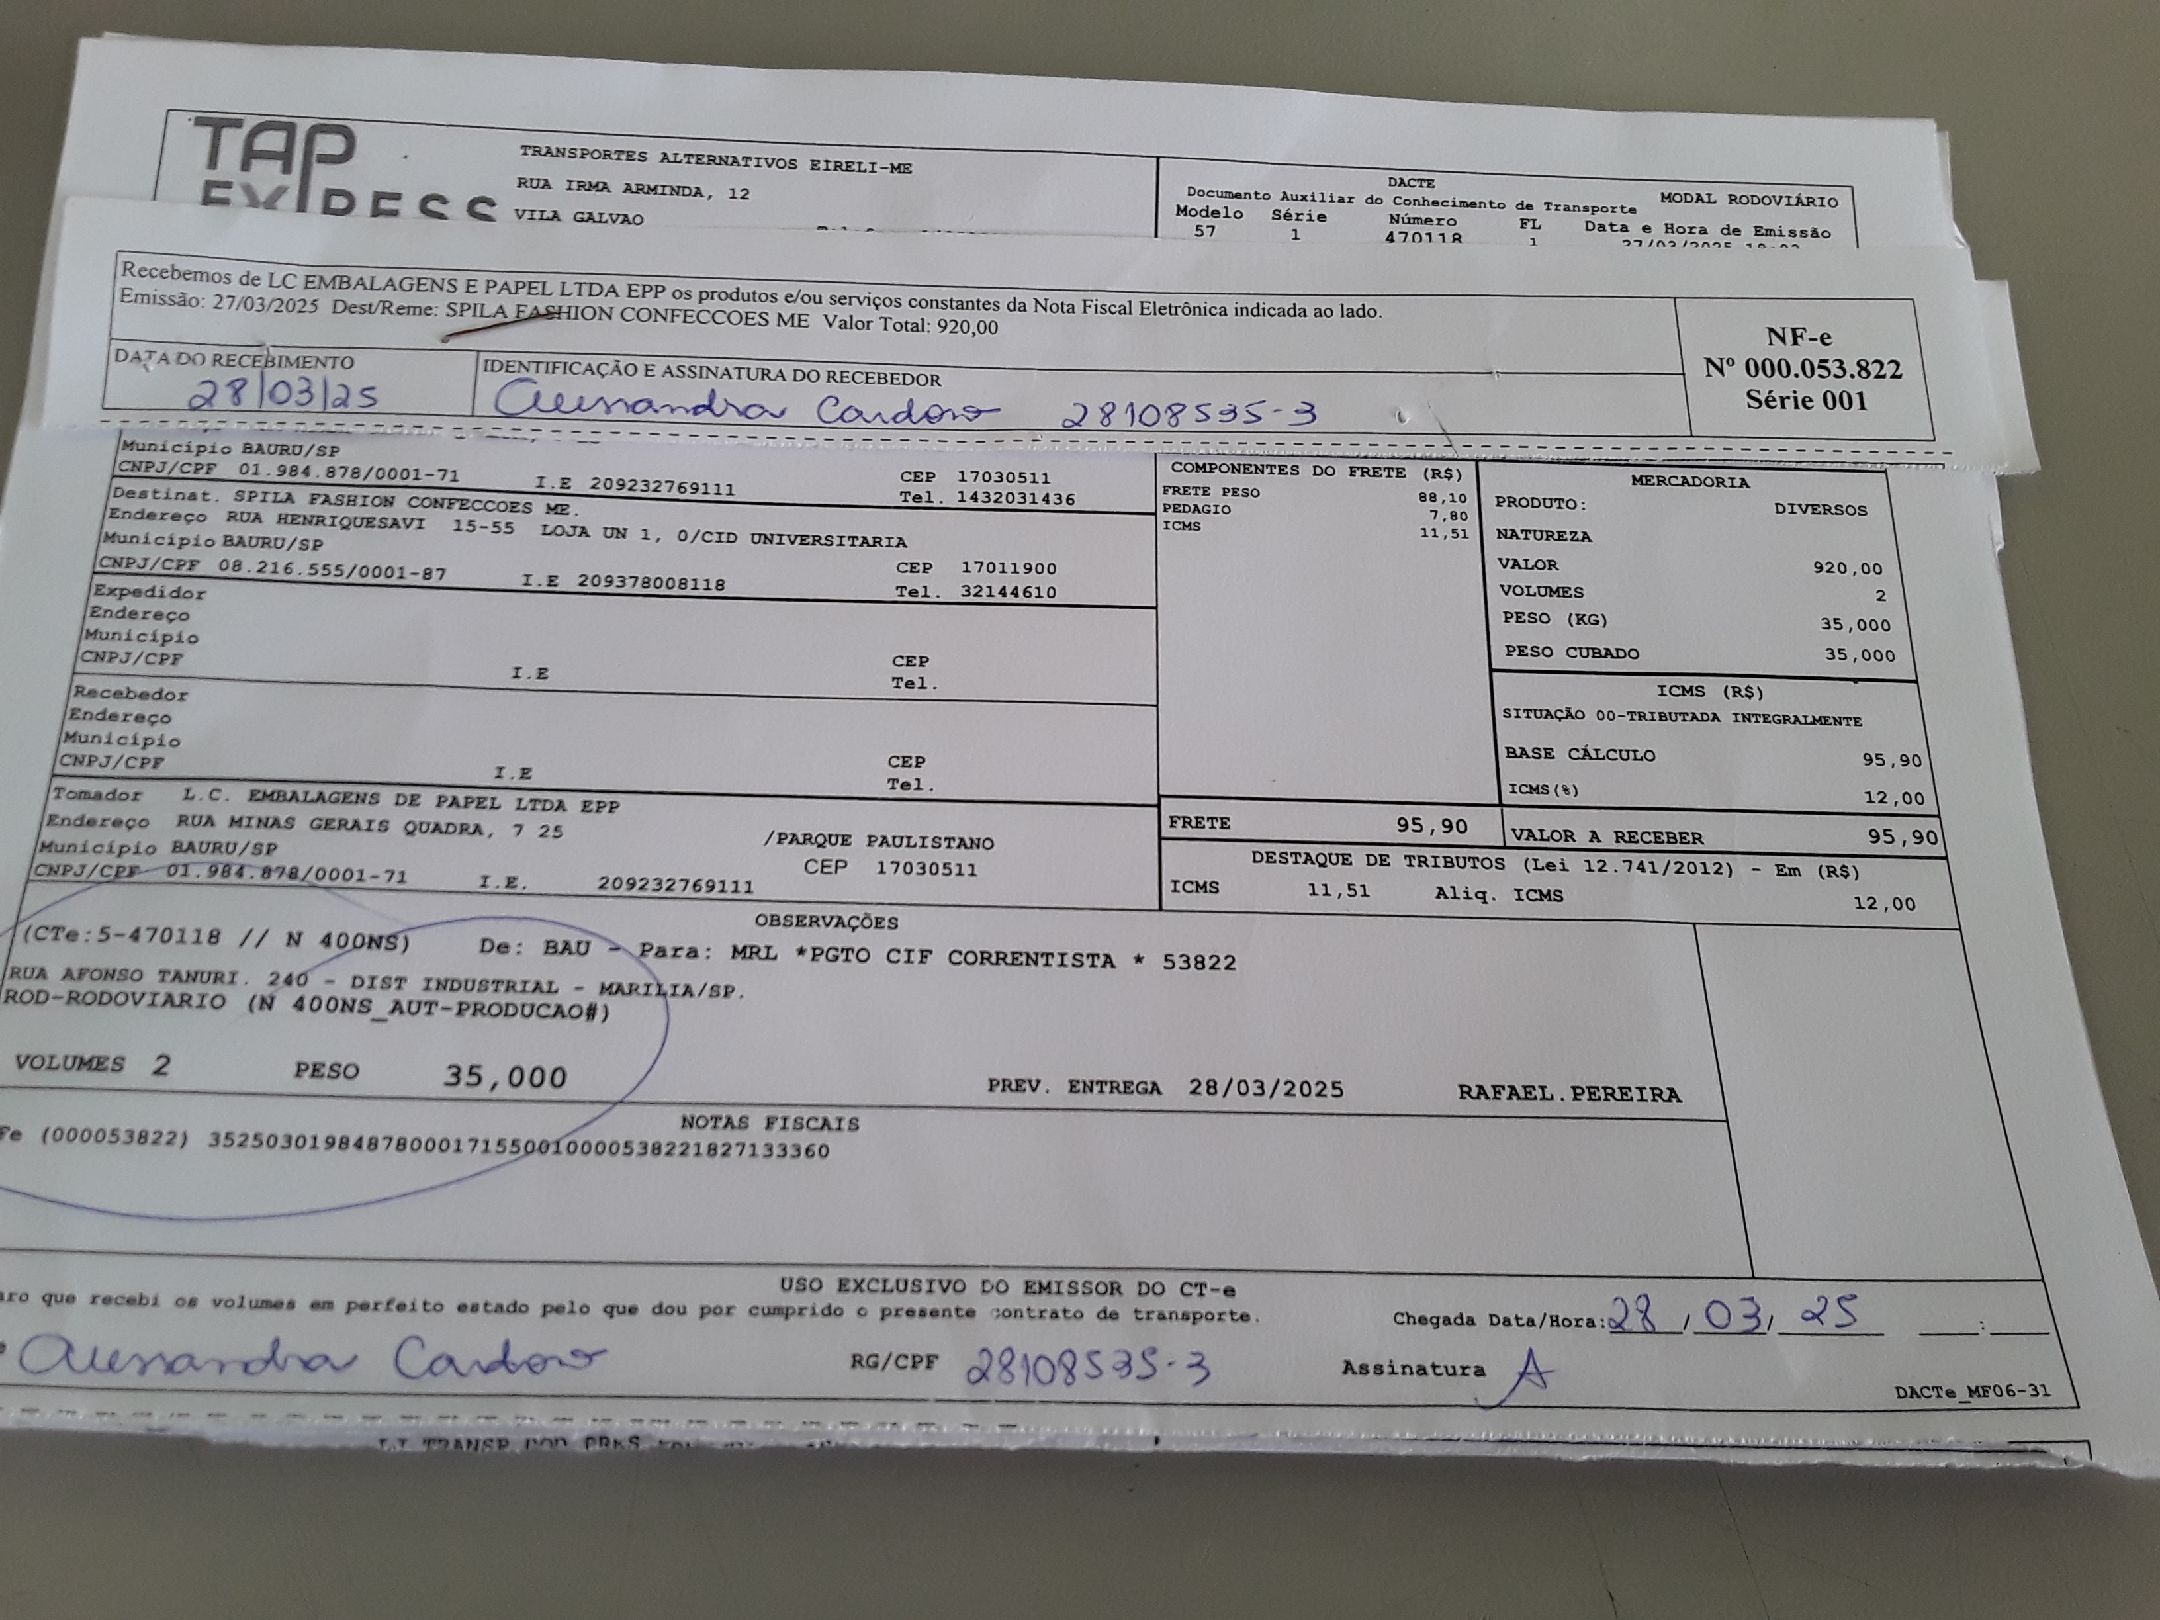 TAP
EXPRESS
TRANSPORTES ALTERNATIVOS EIRELI-ME
RUA IRMA ARMINDA, 12
VILA GALVAO
DACTE
Documento Auxiliar do Conhecimento de Transporte
MODAL RODOVIÁRIO
Modelo Série Número FL Data e Hora de Emissão
57 1 470118 1 27/03/2025
Recebemos de LC EMBALAGENS E PAPEL LTDA EPP os produtos e/ou serviços constantes da Nota Fiscal Eletrônica indicada ao lado.
Emissão: 27/03/2025 Dest/Reme: SPILA FASHION CONFECCOES ME Valor Total: 920,00
NF-e
Nº 000.053.822
Série 001
DATA DO RECEBIMENTO
28/03/25
IDENTIFICAÇÃO E ASSINATURA DO RECEBEDOR
Alessandra Cardoso 28108535-3
Município BAURU/SP
CNPJ/CPF 01.984.878/0001-71 I.E 209232769111
CEP 17030511
Tel. 1432031436
Destinat. SPILA FASHION CONFECCOES ME.
Endereço RUA HENRIQUESAVI 15-55 LOJA UN 1, 0/CID UNIVERSITARIA
Município BAURU/SP
CNPJ/CPF 08.216.555/0001-87 I.E 209378008118
CEP 17011900
Tel. 32144610
Expedidor
Endereço
Município
CNPJ/CPF I.E
CEP
Tel.
Recebedor
Endereço
Município
CNPJ/CPF I.E
CEP
Tel.
Tomador L.C. EMBALAGENS DE PAPEL LTDA EPP
Endereço RUA MINAS GERAIS QUADRA, 7 25 /PARQUE PAULISTANO
Município BAURU/SP CEP 17030511
CNPJ/CPF 01.984.878/0001-71 I.E. 209232769111
COMPONENTES DO FRETE (R$)
FRETE PESO 88,10
PEDAGIO 7,80
ICMS 11,51
MERCADORIA
PRODUTO: DIVERSOS
NATUREZA
VALOR 920,00
VOLUMES 2
PESO (KG) 35,000
PESO CUBADO 35,000
ICMS (R$)
SITUAÇÃO 00-TRIBUTADA INTEGRALMENTE
BASE CÁLCULO 95,90
ICMS(%) 12,00
FRETE 95,90
VALOR A RECEBER 95,90
DESTAQUE DE TRIBUTOS (Lei 12.741/2012) - Em (R$)
ICMS 11,51 Aliq. ICMS 12,00
OBSERVAÇÕES
(CTe:5-470118 // N 400NS) De: BAU - Para: MRL *PGTO CIF CORRENTISTA * 53822
RUA AFONSO TANURI. 240 - DIST INDUSTRIAL - MARILIA/SP.
ROD-RODOVIARIO (N 400NS_AUT-PRODUCAO#)
VOLUMES 2 PESO 35,000
PREV. ENTREGA 28/03/2025 RAFAEL.PEREIRA
NOTAS FISCAIS
Fe (000053822) 35250301984878000171550010000538221827133360
USO EXCLUSIVO DO EMISSOR DO CT-e
aro que recebi os volumes em perfeito estado pelo que dou por cumprido o presente contrato de transporte.
Chegada Data/Hora: 28/03/25 :
Alessandra Cardoso RG/CPF 28108535-3 Assinatura A
DACTe_MF06-31